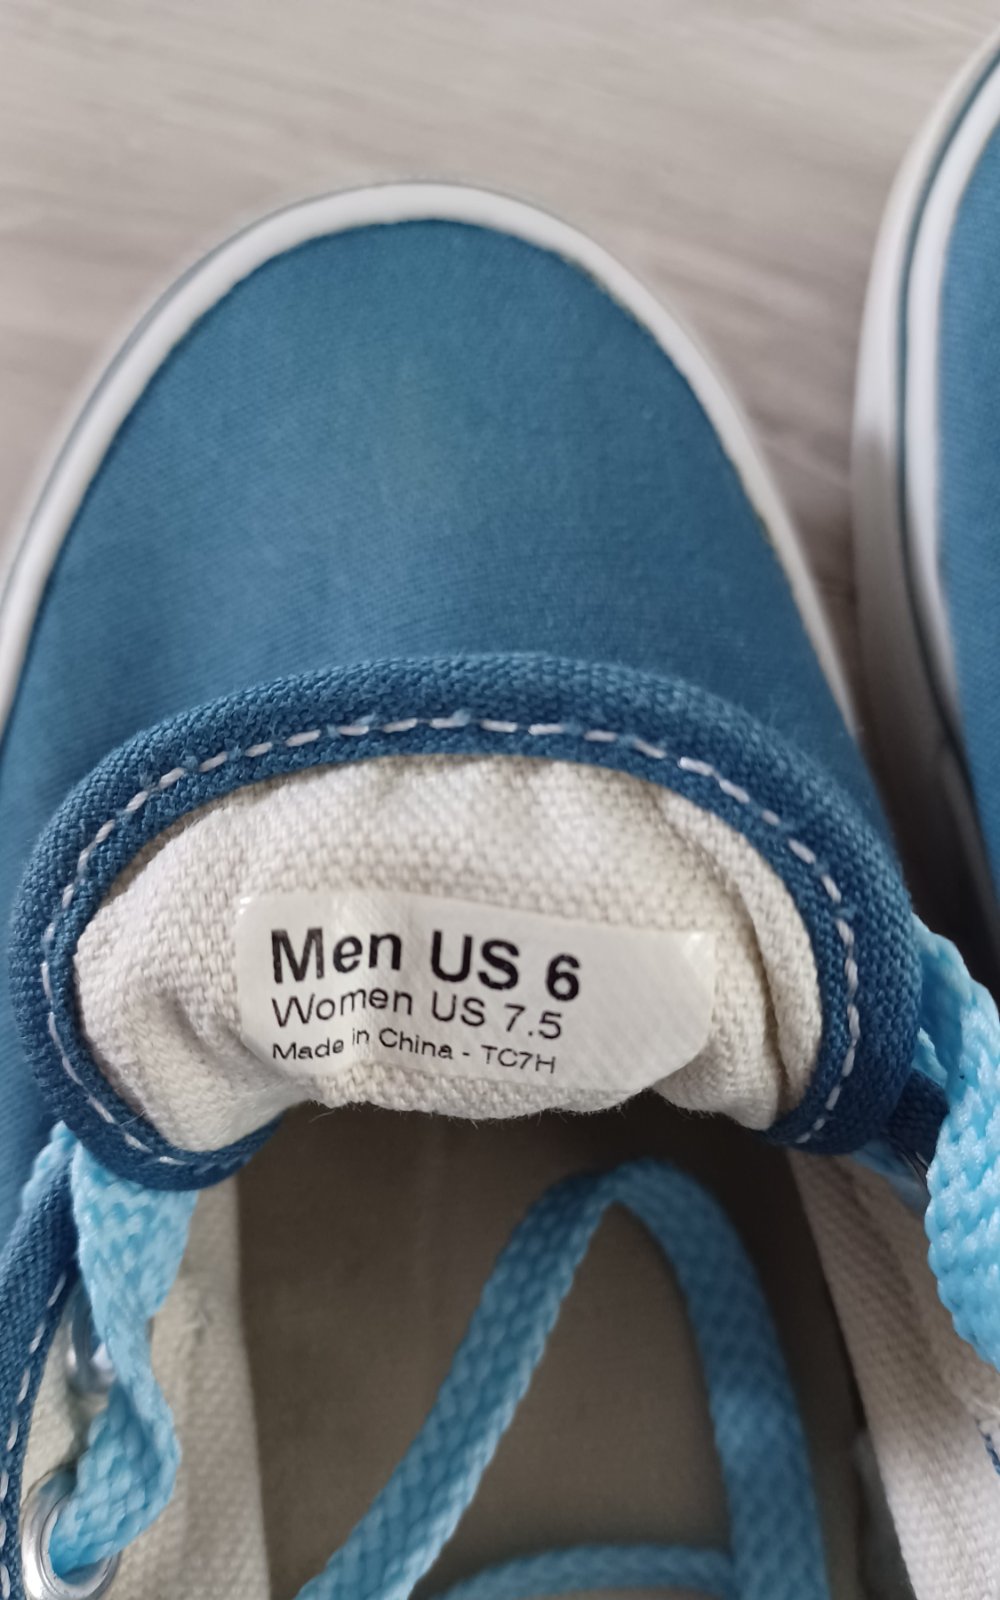 Men US 6
Women US 7.5
Made in China - TC7H